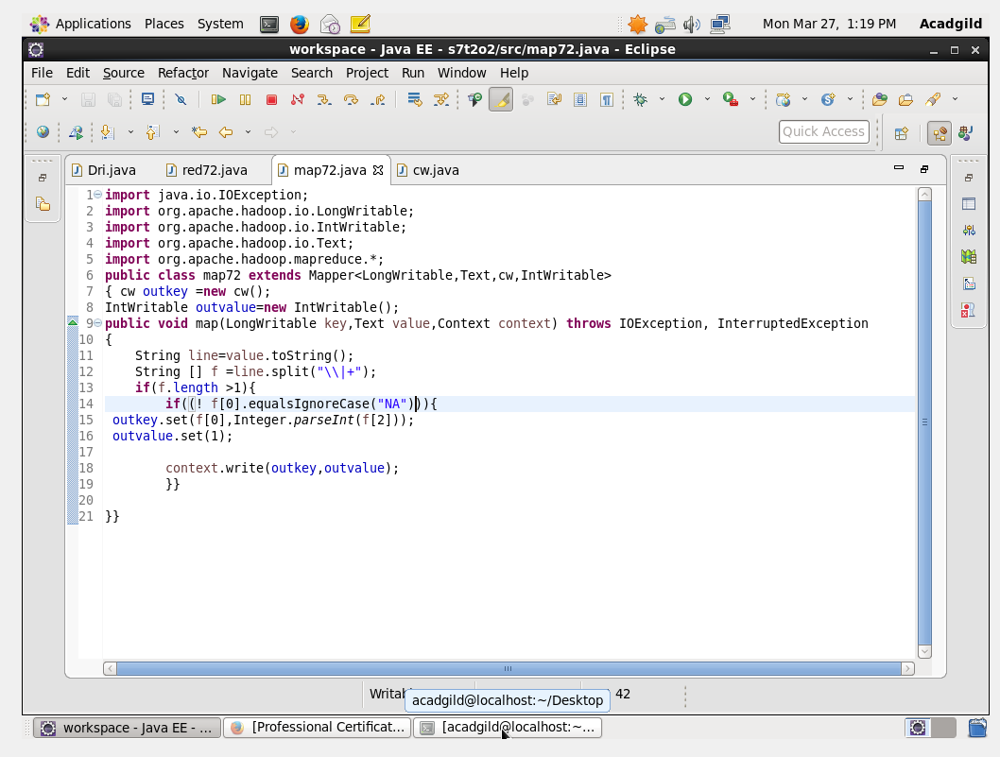 Applications Places System Mon Mar 27, 1:19 PM Acadgild
workspace - Java EE - s7t2o2/src/map72.java - Eclipse
File Edit Source Refactor Navigate Search Project Run Window Help
Quick Access
Dri.java red72.java map72.java cw.java
1 import java.io.IOException;
2 import org.apache.hadoop.io.LongWritable;
3 import org.apache.hadoop.io.IntWritable;
4 import org.apache.hadoop.io.Text;
5 import org.apache.hadoop.mapreduce.*;
6 public class map72 extends Mapper<LongWritable,Text,cw,IntWritable>
7 { cw outkey =new cw();
8 IntWritable outvalue=new IntWritable();
9 public void map(LongWritable key,Text value,Context context) throws IOException, InterruptedException
10 {
11     String line=value.toString();
12     String [] f =line.split("\\|+");
13     if(f.length >1){
14         if((! f[0].equalsIgnoreCase("NA"))){
15  outkey.set(f[0],Integer.parseInt(f[2]));
16  outvalue.set(1);
17
18         context.write(outkey,outvalue);
19         }}
20
21 }}
42
acadgild@localhost:~/Desktop
workspace - Java EE - ... [Professional Certificat... [acadgild@localhost:~...